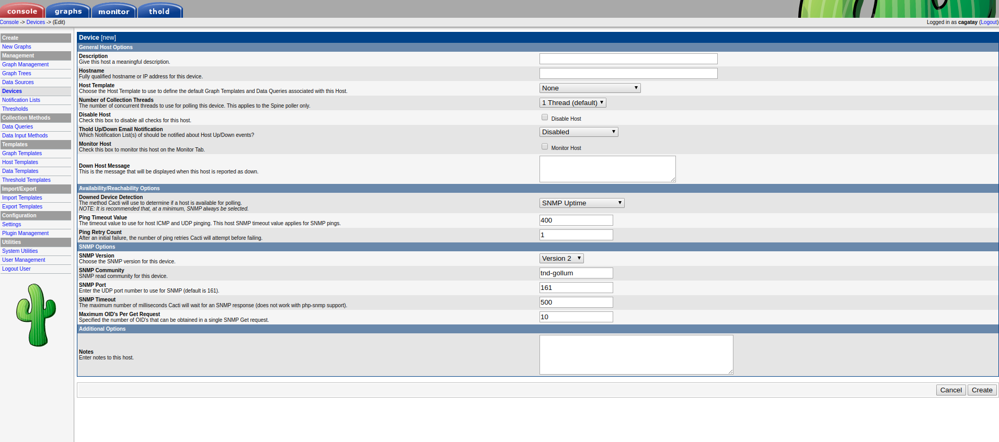 console graphs monitor thold
Console -> Devices -> (Edit)
Logged in as cagatay (Logout)
Create
New Graphs
Management
Graph Management
Graph Trees
Data Sources
Devices
Notification Lists
Thresholds
Collection Methods
Data Queries
Data Input Methods
Templates
Graph Templates
Host Templates
Data Templates
Threshold Templates
Import/Export
Import Templates
Export Templates
Configuration
Settings
Plugin Management
Utilities
System Utilities
User Management
Logout User
Device [new]
General Host Options
Description
Give this host a meaningful description.
Hostname
Fully qualified hostname or IP address for this device.
Host Template
Choose the Host Template to use to define the default Graph Templates and Data Queries associated with this Host.
None
Number of Collection Threads
The number of concurrent threads to use for polling this device. This applies to the Spine poller only.
1 Thread (default)
Disable Host
Check this box to disable all checks for this host.
Disable Host
Thold Up/Down Email Notification
Which Notification List(s) of should be notified about Host Up/Down events?
Disabled
Monitor Host
Check this box to monitor this host on the Monitor Tab.
Monitor Host
Down Host Message
This is the message that will be displayed when this host is reported as down.
Availability/Reachability Options
Downed Device Detection
The method Cacti will use to determine if a host is available for polling.
NOTE: It is recommended that, at a minimum, SNMP always be selected.
SNMP Uptime
Ping Timeout Value
The timeout value to use for host ICMP and UDP pinging. This host SNMP timeout value applies for SNMP pings.
400
Ping Retry Count
After an initial failure, the number of ping retries Cacti will attempt before failing.
1
SNMP Options
SNMP Version
Choose the SNMP version for this device.
Version 2
SNMP Community
SNMP read community for this device.
tnd-gollum
SNMP Port
Enter the UDP port number to use for SNMP (default is 161).
161
SNMP Timeout
The maximum number of milliseconds Cacti will wait for an SNMP response (does not work with php-snmp support).
500
Maximum OID's Per Get Request
Specified the number of OID's that can be obtained in a single SNMP Get request.
10
Additional Options
Notes
Enter notes to this host.
Cancel Create